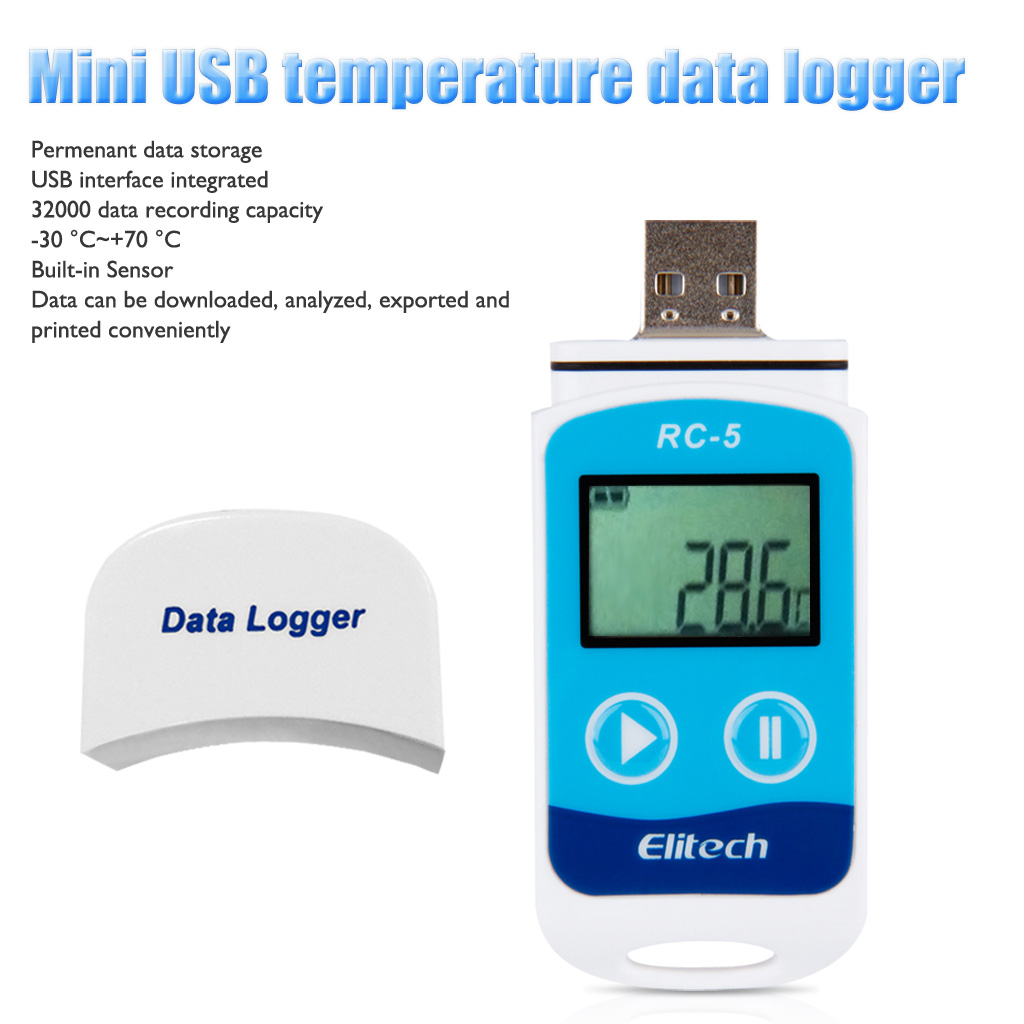 Mini USB temperature data logger
Permenant data storage
USB interface integrated
32000 data recording capacity
-30 °C~+70 °C
Built-in Sensor
Data can be downloaded, analyzed, exported and
printed conveniently
RC-5
28.6
Data Logger
Elitech